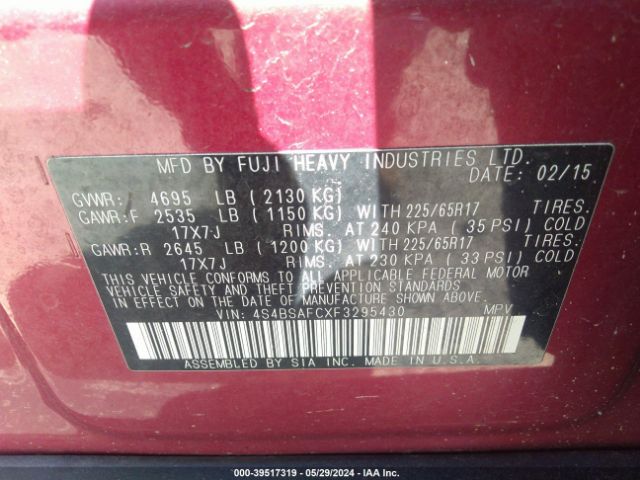 MFD BY FUJI HEAVY INDUSTRIES LTD.
DATE: 02/15
GVWR: 4695 LB (2130 KG)
GAWR:F 2535 LB (1150 KG) WITH 225/65R17 TIRES.
17X7J RIMS. AT 240 KPA (35 PSI) COLD
GAWR:R 2645 LB (1200 KG) WITH 225/65R17 TIRES.
17X7J RIMS. AT 230 KPA (33 PSI) COLD
THIS VEHICLE CONFORMS TO ALL APPLICABLE FEDERAL MOTOR
VEHICLE SAFETY AND THEFT PREVENTION STANDARDS
IN EFFECT ON THE DATE OF MANUFACTURE SHOWN ABOVE.
VIN: 4S4BSAFCXF3295430 MPV
ASSEMBLED BY SIA INC. MADE IN U.S.A.
000-39517319 - 05/29/2024 - IAA Inc.